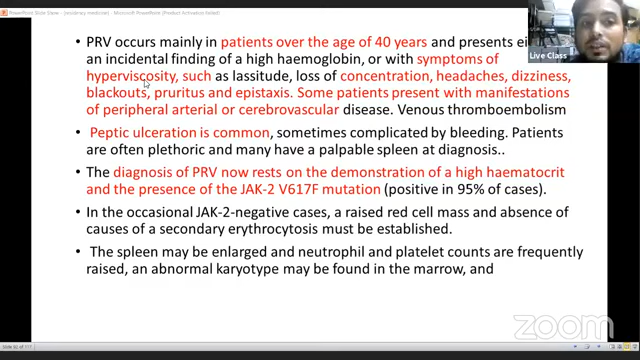 PowerPoint Slide View - [residency medicine] - Microsoft PowerPoint (Product Activation Failed)
• PRV occurs mainly in patients over the age of 40 years and presents ei
an incidental finding of a high haemoglobin, or with symptoms of
hyperviscosity, such as lassitude, loss of concentration, headaches, dizziness,
blackouts, pruritus and epistaxis. Some patients present with manifestations
of peripheral arterial or cerebrovascular disease. Venous thromboembolism
• Peptic ulceration is common, sometimes complicated by bleeding. Patients
are often plethoric and many have a palpable spleen at diagnosis..
• The diagnosis of PRV now rests on the demonstration of a high haematocrit
and the presence of the JAK-2 V617F mutation (positive in 95% of cases).
• In the occasional JAK-2-negative cases, a raised red cell mass and absence of
causes of a secondary erythrocytosis must be established.
• The spleen may be enlarged and neutrophil and platelet counts are frequently
raised, an abnormal karyotype may be found in the marrow, and
Live Class
zoom